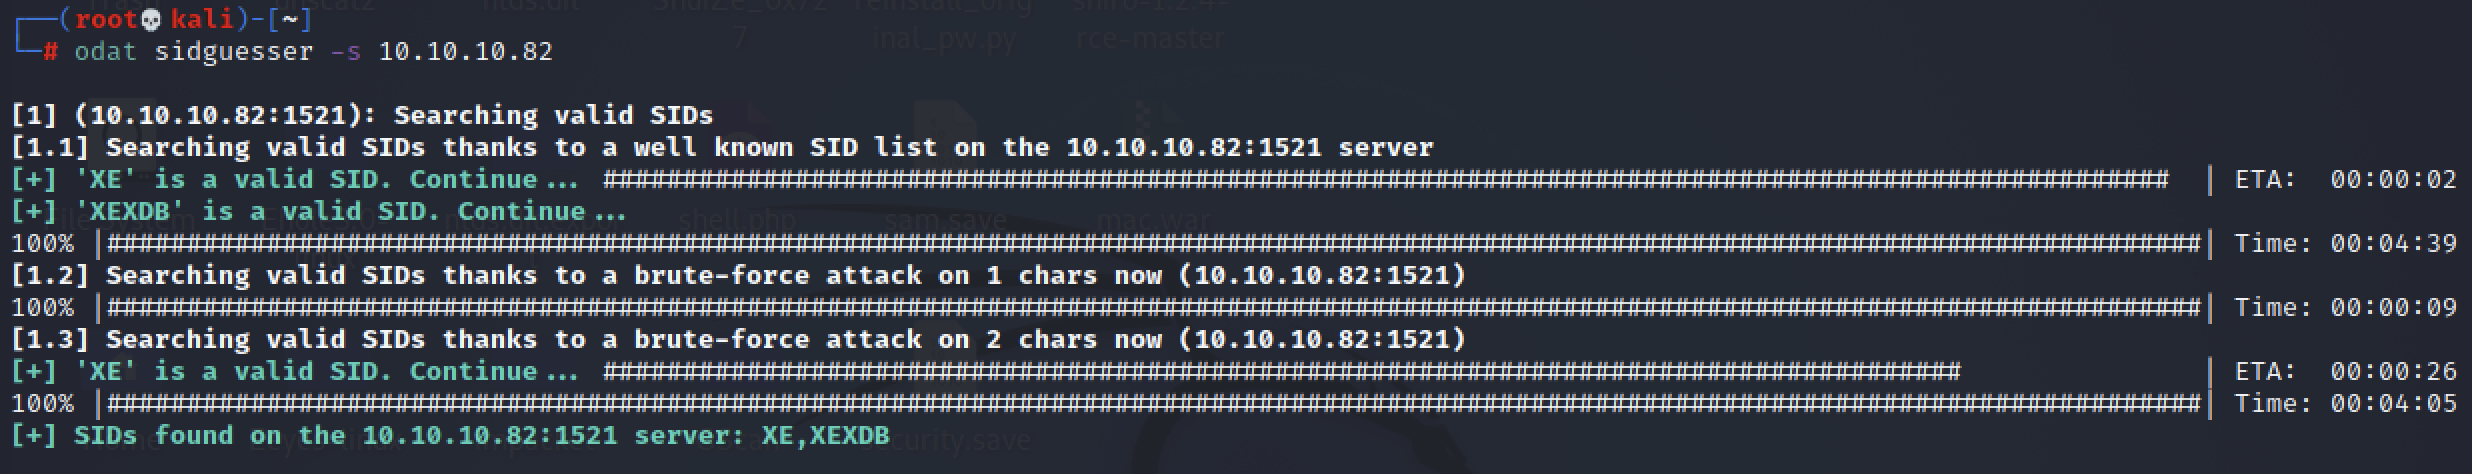 ┌──(root💀kali)-[~]
└─# odat sidguesser -s 10.10.10.82
[1] (10.10.10.82:1521): Searching valid SIDs
[1.1] Searching valid SIDs thanks to a well known SID list on the 10.10.10.82:1521 server
[+] 'XE' is a valid SID. Continue... ################################################################################################## | ETA:  00:00:02
[+] 'XEXDB' is a valid SID. Continue...
100% |###################################################################################################################################| Time: 00:04:39
[1.2] Searching valid SIDs thanks to a brute-force attack on 1 chars now (10.10.10.82:1521)
100% |###################################################################################################################################| Time: 00:00:09
[1.3] Searching valid SIDs thanks to a brute-force attack on 2 chars now (10.10.10.82:1521)
[+] 'XE' is a valid SID. Continue... #####################################################################################                | ETA:  00:00:26
100% |###################################################################################################################################| Time: 00:04:05
[+] SIDs found on the 10.10.10.82:1521 server: XE,XEXDB